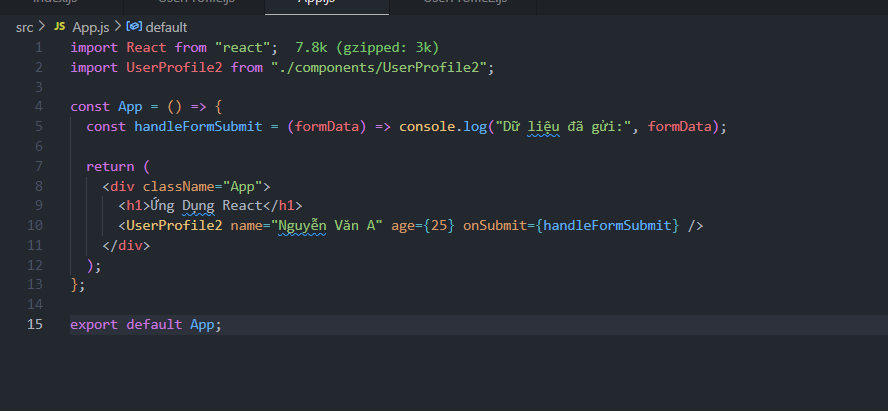 App.js
src > JS App.js > default
1 import React from "react"; 7.8k (gzipped: 3k)
2 import UserProfile2 from "./components/UserProfile2";
3
4 const App = () => {
5 const handleFormSubmit = (formData) => console.log("Dữ liệu đã gửi:", formData);
6
7 return (
8 <div className="App">
9 <h1>Ứng Dụng React</h1>
10 <UserProfile2 name="Nguyễn Văn A" age={25} onSubmit={handleFormSubmit} />
11 </div>
12 );
13 };
14
15 export default App;